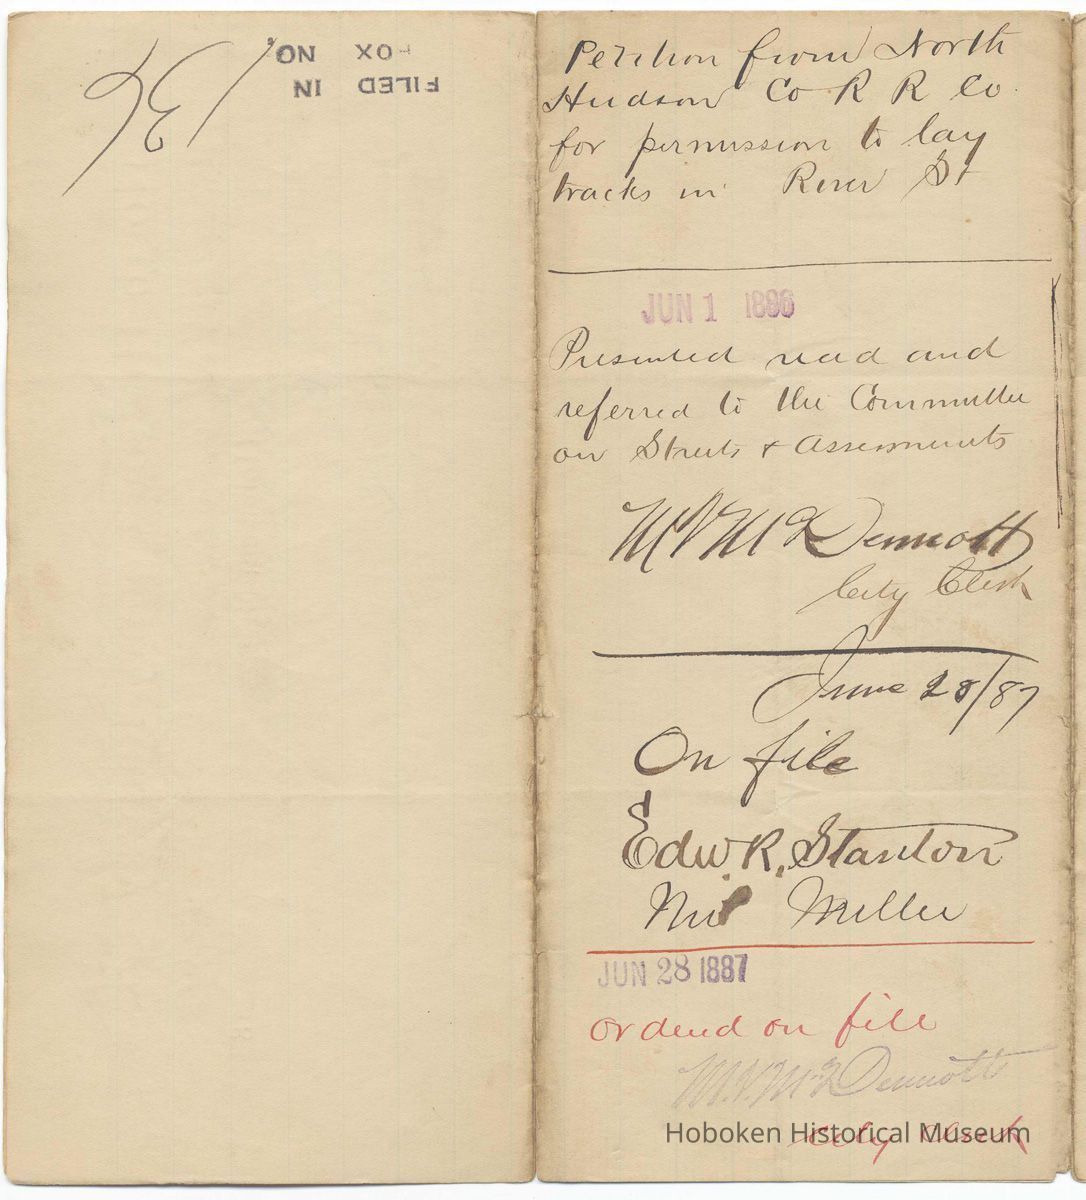 FILED IN
BOX NO.
Petition from North
Hudson Co R R Co.
for permission to lay
tracks in River St
JUN 1 1886
Presented read and
referred to the Committee
on Streets & Assessments
M V McDermott
City Clerk
June 28/87
On file
Edw. R. Stanton
Miller
JUN 28 1887
Ordered on file
M. V. McDermott
City Clerk
Hoboken Historical Museum